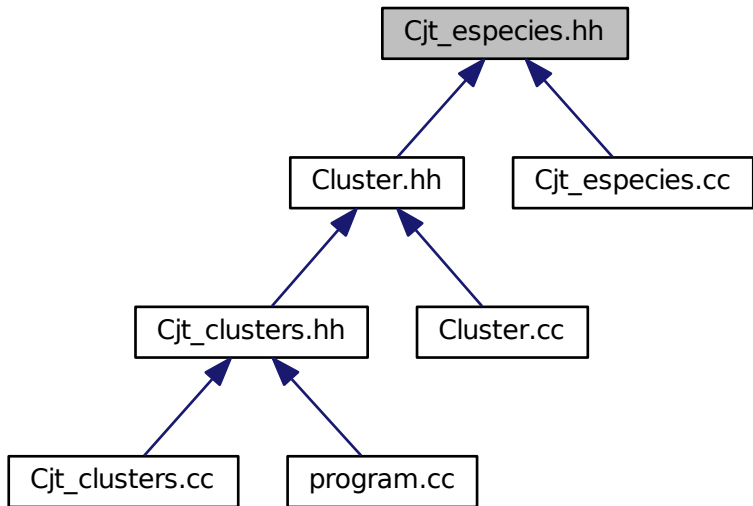 Cjt_especies.hh
Cluster.hh
Cjt_especies.cc
Cjt_clusters.hh
Cluster.cc
Cjt_clusters.cc
program.cc